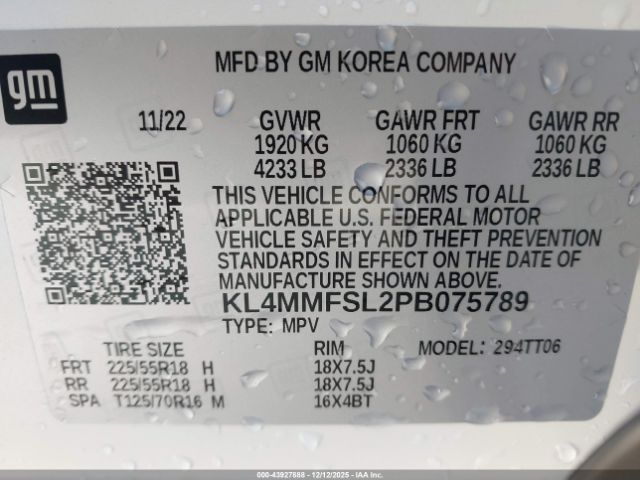 gm
MFD BY GM KOREA COMPANY
11/22 GVWR GAWR FRT GAWR RR
1920 KG 1060 KG 1060 KG
4233 LB 2336 LB 2336 LB
THIS VEHICLE CONFORMS TO ALL
APPLICABLE U.S. FEDERAL MOTOR
VEHICLE SAFETY AND THEFT PREVENTION
STANDARDS IN EFFECT ON THE DATE OF
MANUFACTURE SHOWN ABOVE.
KL4MMFSL2PB075789
TYPE: MPV
TIRE SIZE RIM MODEL: 294TT06
FRT 225/55R18 H 18X7.5J
RR 225/55R18 H 18X7.5J
SPA T125/70R16 M 16X4BT
000-43927888 12/12/2025 - IAAI.COM